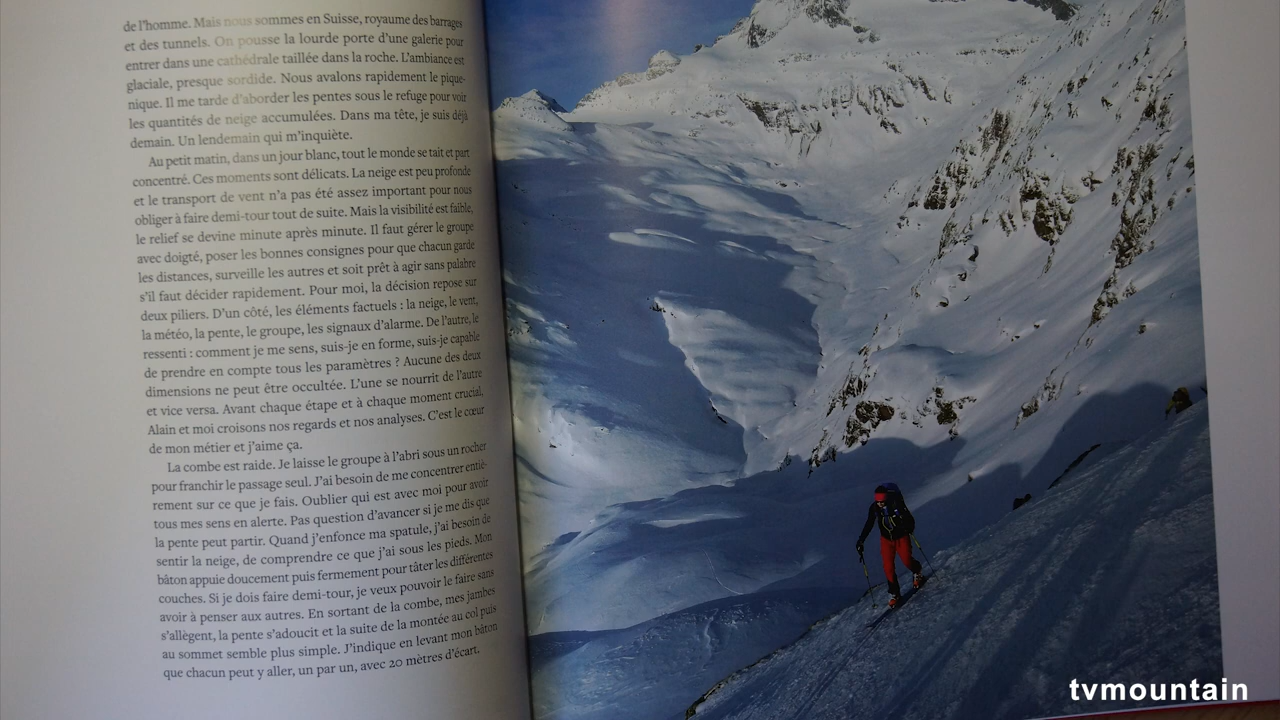 de l'homme. Mais nous sommes en Suisse, royaume des barrages
et des tunnels. On pousse la lourde porte d'une galerie pour
entrer dans une cathédrale taillée dans la roche. L'ambiance est
glaciale, presque sordide. Nous avalons rapidement le pique-
nique. Il me tarde d'aborder les pentes sous le refuge pour voir
les quantités de neige accumulées. Dans ma tête, je suis déjà
demain. Un lendemain qui m'inquiète.
Au petit matin, dans un jour blanc, tout le monde se tait et part
concentré. Ces moments sont délicats. La neige est peu profonde
et le transport de vent n'a pas été assez important pour nous
obliger à faire demi-tour tout de suite. Mais la visibilité est faible,
le relief se devine minute après minute. Il faut gérer le groupe
avec doigté, poser les bonnes consignes pour que chacun garde
les distances, surveille les autres et soit prêt à agir sans palabre
s'il faut décider rapidement. Pour moi, la décision repose sur
deux piliers. D'un côté, les éléments factuels : la neige, le vent,
la météo, la pente, le groupe, les signaux d'alarme. De l'autre, le
ressenti : comment je me sens, suis-je en forme, suis-je capable
de prendre en compte tous les paramètres ? Aucune des deux
dimensions ne peut être occultée. L'une se nourrit de l'autre
et vice versa. Avant chaque étape et à chaque moment crucial,
Alain et moi croisons nos regards et nos analyses. C'est le cœur
de mon métier et j'aime ça.
La combe est raide. Je laisse le groupe à l'abri sous un rocher
pour franchir le passage seul. J'ai besoin de me concentrer entiè-
rement sur ce que je fais. Oublier qui est avec moi pour avoir
tous mes sens en alerte. Pas question d'avancer si je me dis que
la pente peut partir. Quand j'enfonce ma spatule, j'ai besoin de
sentir la neige, de comprendre ce que j'ai sous les pieds. Mon
bâton appuie doucement puis fermement pour tâter les différentes
couches. Si je dois faire demi-tour, je veux pouvoir le faire sans
avoir à penser aux autres. En sortant de la combe, mes jambes
s'allègent, la pente s'adoucit et la suite de la montée au col puis
au sommet semble plus simple. J'indique en levant mon bâton
que chacun peut y aller, un par un, avec 20 mètres d'écart.
tvmountain